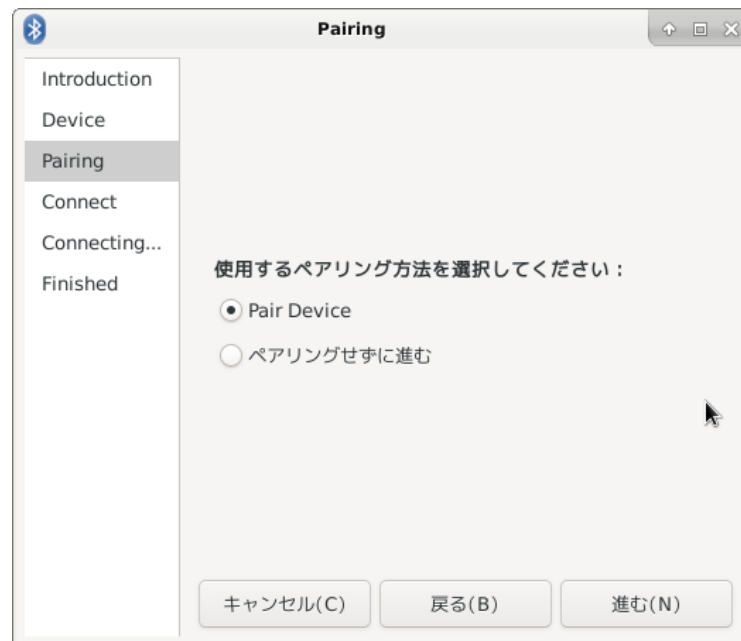 Pairing
Introduction
Device
Pairing
Connect
Connecting...
Finished
使用するペアリング方法を選択してください：
Pair Device
ペアリングせずに進む
キャンセル(C)
戻る(B)
進む(N)